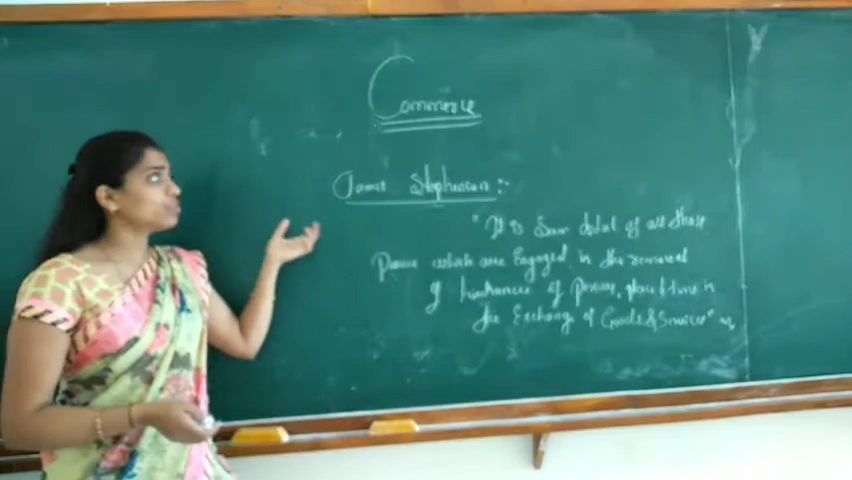 Commerce
James Stephenson :-
"It is Sum total of all those
Process which are Engaged in the removal
of hindrances of person, place & time in
the Exchange of Goods & Services"